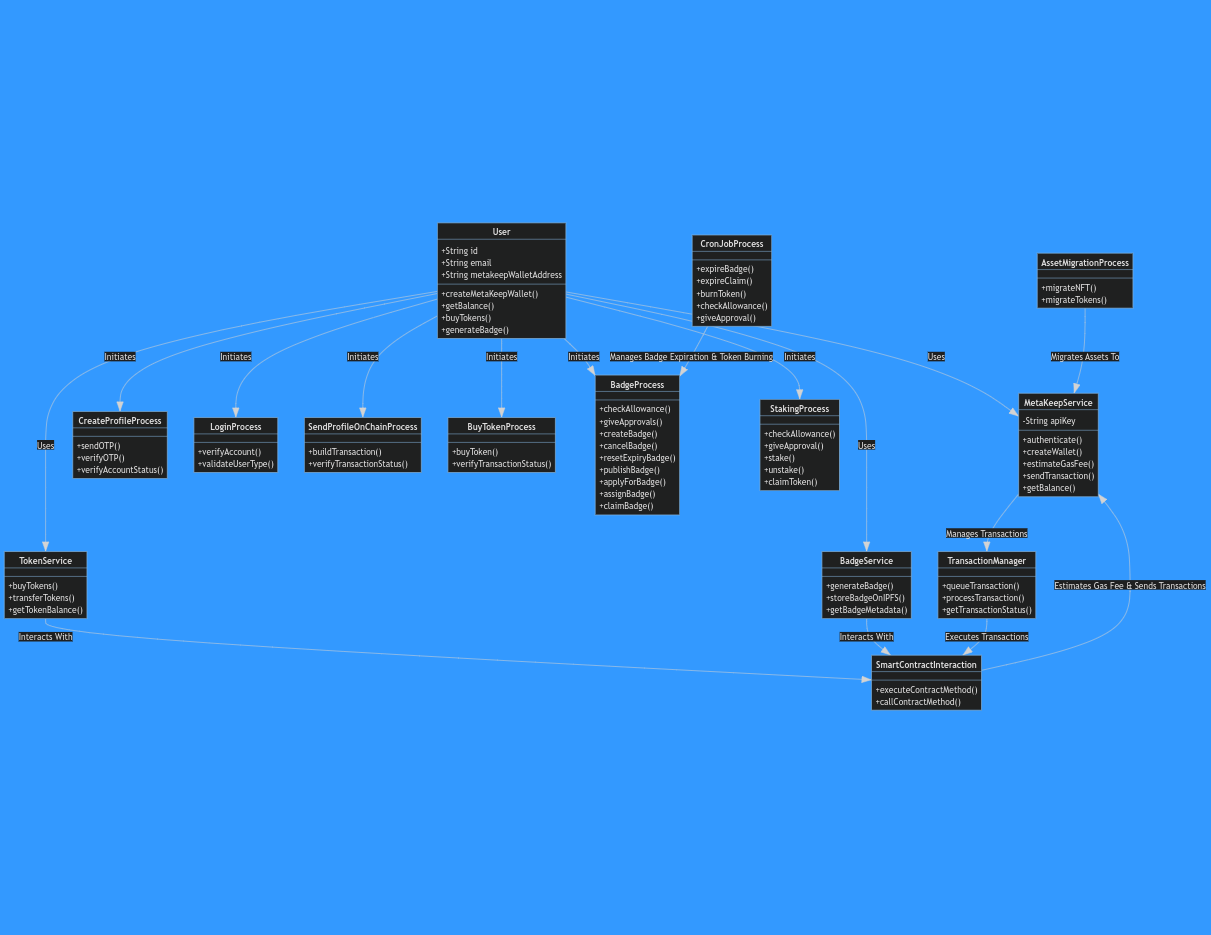 User
+String id
+String email
+String metakeepWalletAddress
+createMetaKeepWallet()
+getBalance()
+buyTokens()
+generateBadge()
CronJobProcess
+expireBadge()
+expireClaim()
+burnToken()
+checkAllowance()
+giveApproval()
AssetMigrationProcess
+migrateNFT()
+migrateTokens()
Initiates
Initiates
Initiates
Initiates
Initiates
Manages Badge Expiration & Token Burning
Initiates
Uses
Migrates Assets To
CreateProfileProcess
+sendOTP()
+verifyOTP()
+verifyAccountStatus()
LoginProcess
+verifyAccount()
+validateUserType()
SendProfileOnChainProcess
+buildTransaction()
+verifyTransactionStatus()
BuyTokenProcess
+buyToken()
+verifyTransactionStatus()
BadgeProcess
+checkAllowance()
+giveApprovals()
+createBadge()
+cancelBadge()
+resetExpiryBadge()
+publishBadge()
+applyForBadge()
+assignBadge()
+claimBadge()
StakingProcess
+checkAllowance()
+giveApproval()
+stake()
+unstake()
+claimToken()
MetaKeepService
-String apiKey
+authenticate()
+createWallet()
+estimateGasFee()
+sendTransaction()
+getBalance()
Uses
Uses
Manages Transactions
TokenService
+buyTokens()
+transferTokens()
+getTokenBalance()
BadgeService
+generateBadge()
+storeBadgeOnIPFS()
+getBadgeMetadata()
TransactionManager
+queueTransaction()
+processTransaction()
+getTransactionStatus()
Estimates Gas Fee & Sends Transactions
Interacts With
Interacts With
Executes Transactions
SmartContractInteraction
+executeContractMethod()
+callContractMethod()